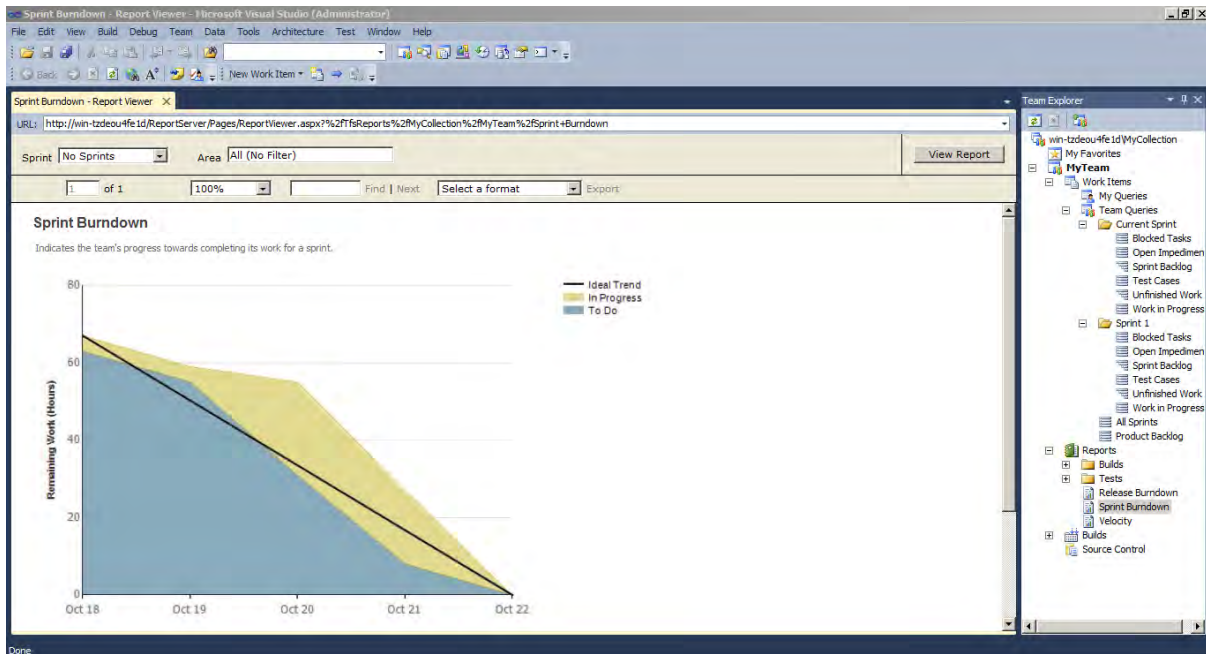 Sprint Burndown - Report Viewer - Microsoft Visual Studio (Administrator)
File Edit View Build Debug Team Data Tools Architecture Test Window Help
Back New Work Item
Sprint Burndown - Report Viewer
URL: http://win-tzdeou4fe1d/ReportServer/Pages/ReportViewer.aspx?%2fTfsReports%2fMyCollection%2fMyTeam%2fSprint+Burndown
Sprint No Sprints Area All (No Filter) View Report
1 of 1 100% Find | Next Select a format Export
Sprint Burndown
Indicates the team's progress towards completing its work for a sprint.
80
60
40
20
0
Remaining Work (Hours)
Oct 18 Oct 19 Oct 20 Oct 21 Oct 22
Ideal Trend
In Progress
To Do
Team Explorer
win-tzdeou4fe1d\MyCollection
My Favorites
MyTeam
Work Items
My Queries
Team Queries
Current Sprint
Blocked Tasks
Open Impedimen
Sprint Backlog
Test Cases
Unfinished Work
Work in Progress
Sprint 1
Blocked Tasks
Open Impedimen
Sprint Backlog
Test Cases
Unfinished Work
Work in Progress
All Sprints
Product Backlog
Reports
Builds
Tests
Release Burndown
Sprint Burndown
Velocity
Builds
Source Control
Done